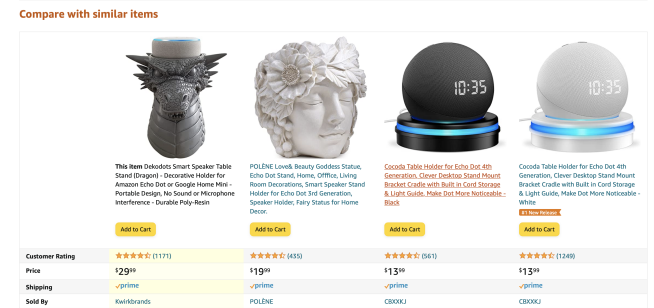 Compare with similar items
10:35
10:35
This item Dekodots Smart Speaker Table
Stand (Dragon) - Decorative Holder for
Amazon Echo Dot or Google Home Mini -
Portable Design, No Sound or Microphone
Interference - Durable Poly-Resin
POLÈNE Love& Beauty Goddess Statue,
Echo Dot Stand, Home, Offfice, Living
Room Decorations, Smart Speaker Stand
Holder for Echo Dot 3rd Generation,
Speaker Holder, Fairy Status for Home
Decor.
Cocoda Table Holder for Echo Dot 4th
Generation, Clever Desktop Stand Mount
Bracket Cradle with Built in Cord Storage
& Light Guide, Make Dot More Noticeable -
Black
Cocoda Table Holder for Echo Dot 4th
Generation, Clever Desktop Stand Mount
Bracket Cradle with Built in Cord Storage
& Light Guide, Make Dot More Noticeable -
White
#1 New Release
Add to Cart Add to Cart Add to Cart Add to Cart
Customer Rating (1171) (435) (561) (1249)
Price $29.99 $19.99 $13.99 $13.99
Shipping prime prime prime prime
Sold By Kwirkbrands POLÈNE CBXXKJ CBXXKJ